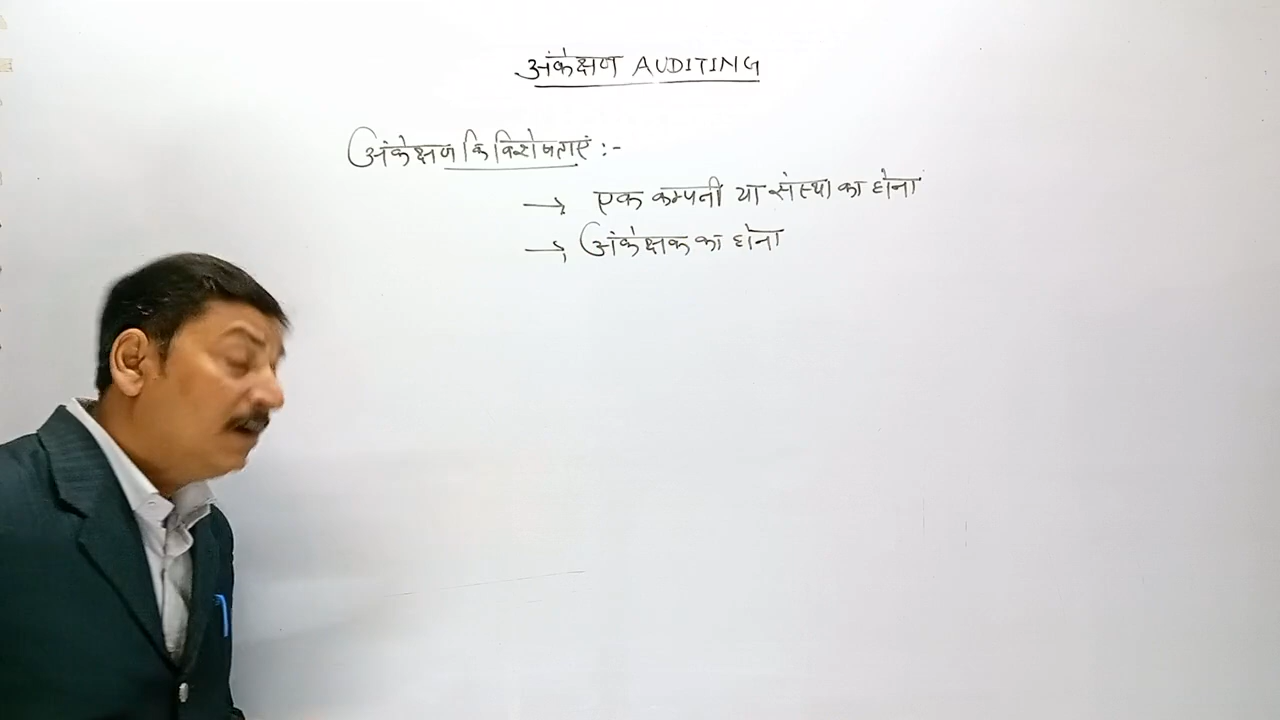 अंकेक्षण AUDITING
अंकेक्षण कि विशेषताएं :-
→ एक कम्पनी या संस्था का होना
→ अंकेक्षक का होना